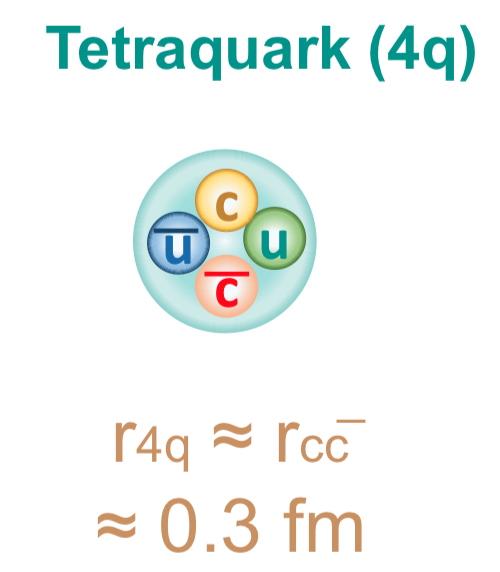 Tetraquark (4q)
c
u̅ u
c̅
r4q ≈ rcc̅
≈ 0.3 fm